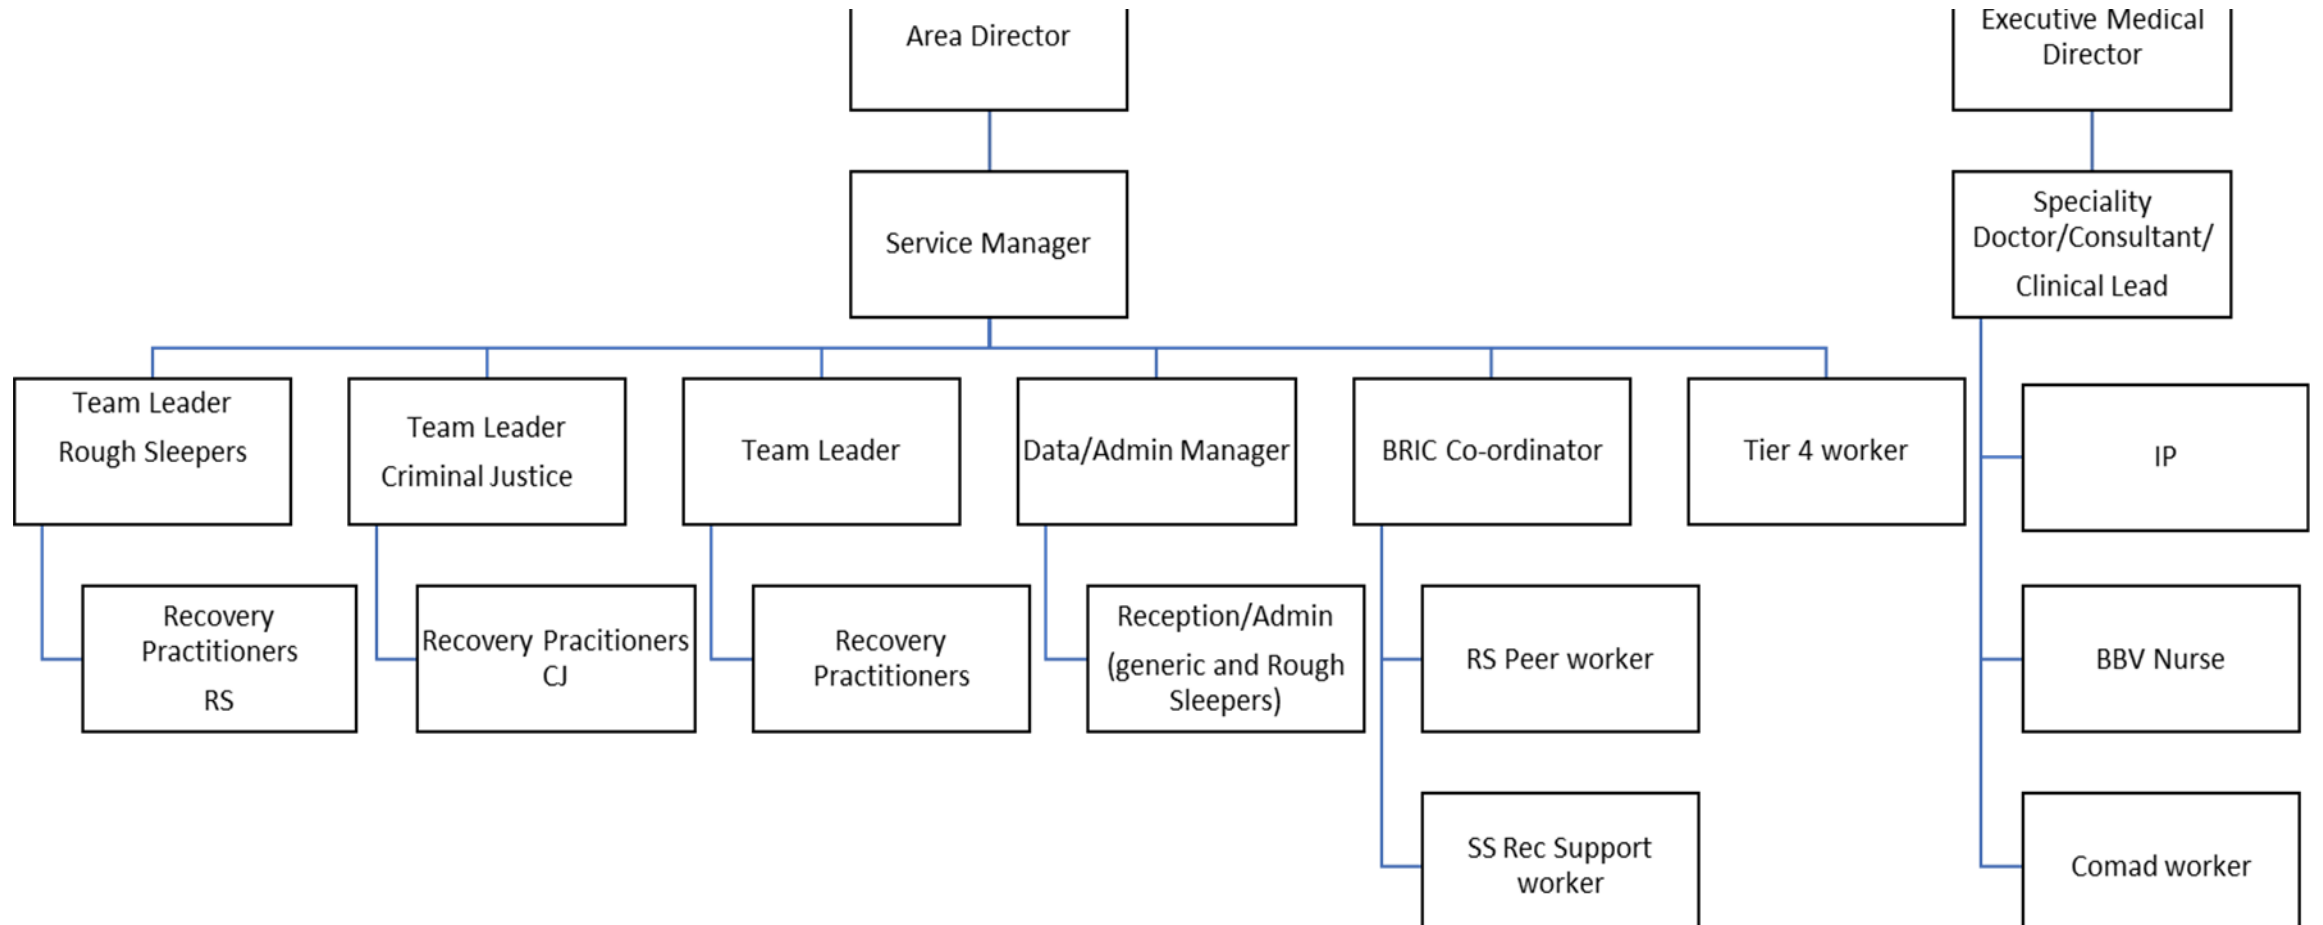 Area Director
Executive Medical
Director
Service Manager
Speciality
Doctor/Consultant/
Clinical Lead
Team Leader
Rough Sleepers
Team Leader
Criminal Justice
Team Leader
Data/Admin Manager
BRIC Co-ordinator
Tier 4 worker
IP
Recovery
Practitioners
RS
Recovery Pracitioners
CJ
Recovery
Practitioners
Reception/Admin
(generic and Rough
Sleepers)
RS Peer worker
BBV Nurse
SS Rec Support
worker
Comad worker